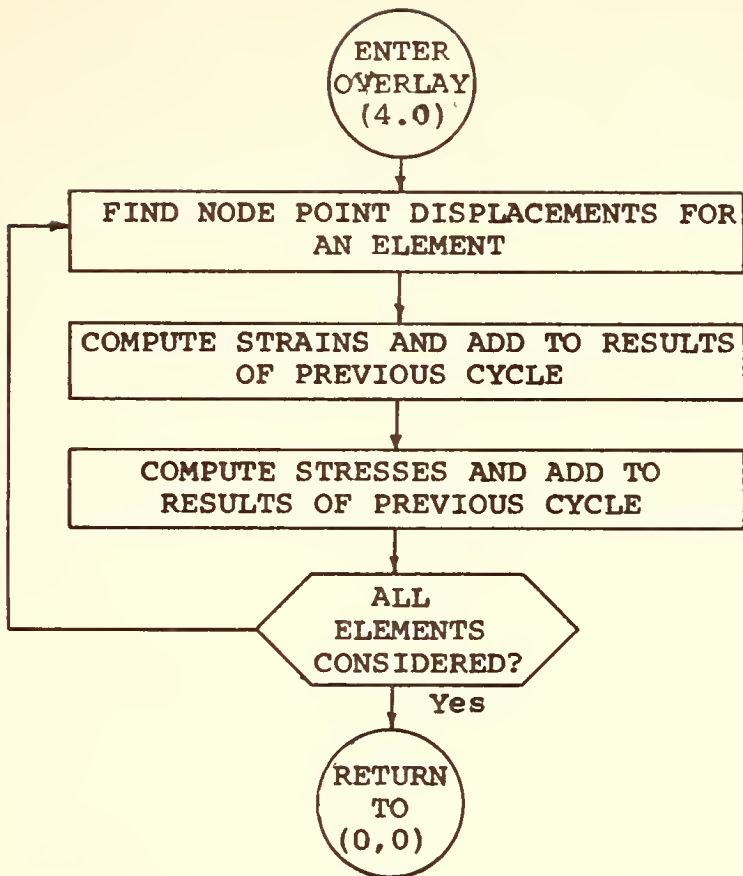 ENTER
OVERLAY
(4.0)
FIND NODE POINT DISPLACEMENTS FOR
AN ELEMENT
COMPUTE STRAINS AND ADD TO RESULTS
OF PREVIOUS CYCLE
COMPUTE STRESSES AND ADD TO
RESULTS OF PREVIOUS CYCLE
ALL
ELEMENTS
CONSIDERED?
Yes
RETURN
TO
(0,0)